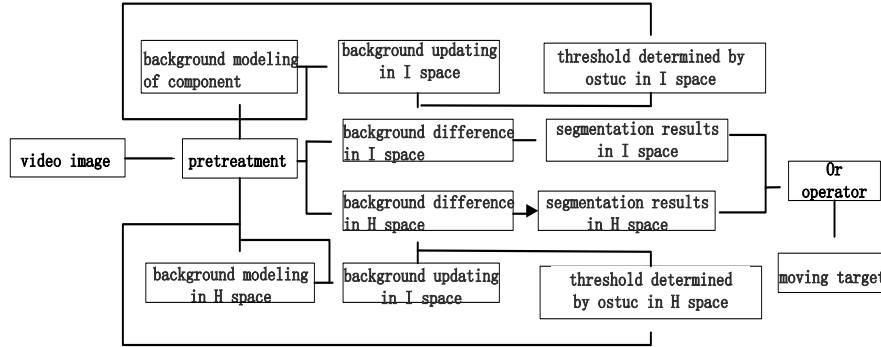 background modeling
of component
background updating
in I space
threshold determined by
ostuc in I space
video image
pretreatment
background difference
in I space
segmentation results
in I space
Or
operator
background difference
in H space
segmentation results
in H space
background modeling
in H space
background updating
in I space
threshold determined
by ostuc in H space
moving target